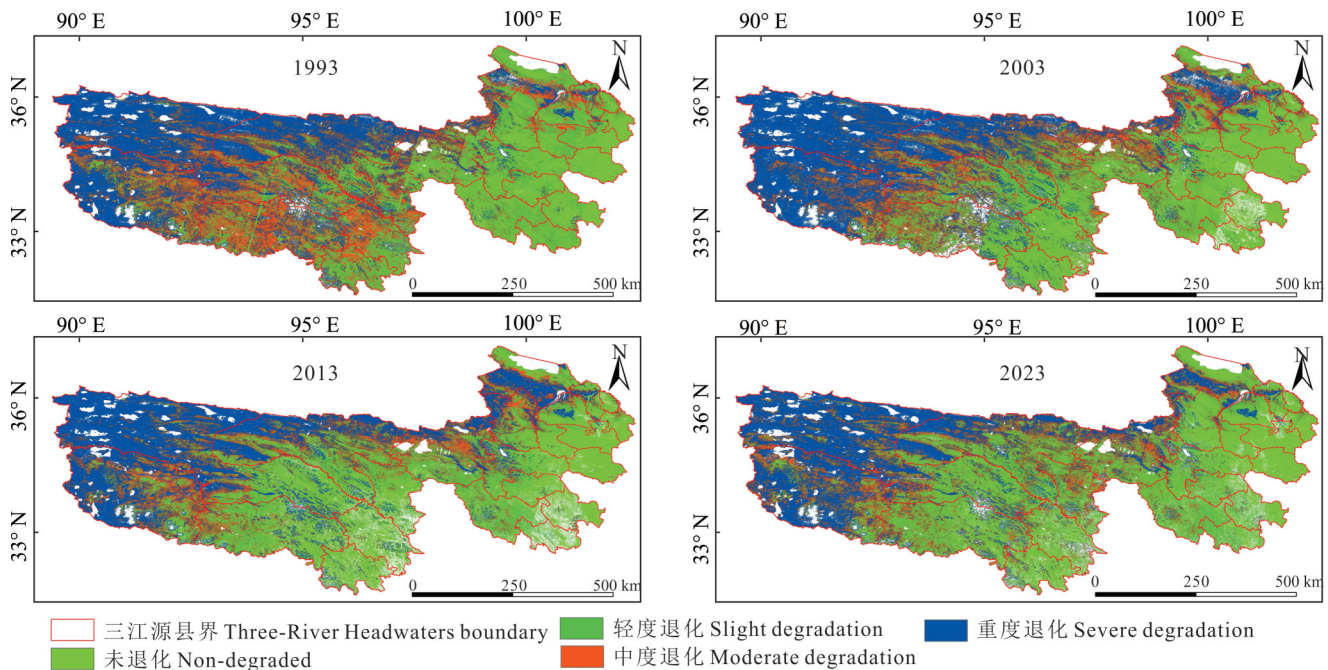 90° E 95° E 100° E
36° N
33° N
1993
N
0 250 500 km
90° E 95° E 100° E
36° N
33° N
2003
N
0 250 500 km
90° E 95° E 100° E
36° N
33° N
2013
N
0 250 500 km
90° E 95° E 100° E
36° N
33° N
2023
N
0 250 500 km
三江源县界 Three-River Headwaters boundary
轻度退化 Slight degradation
重度退化 Severe degradation
未退化 Non-degraded
中度退化 Moderate degradation